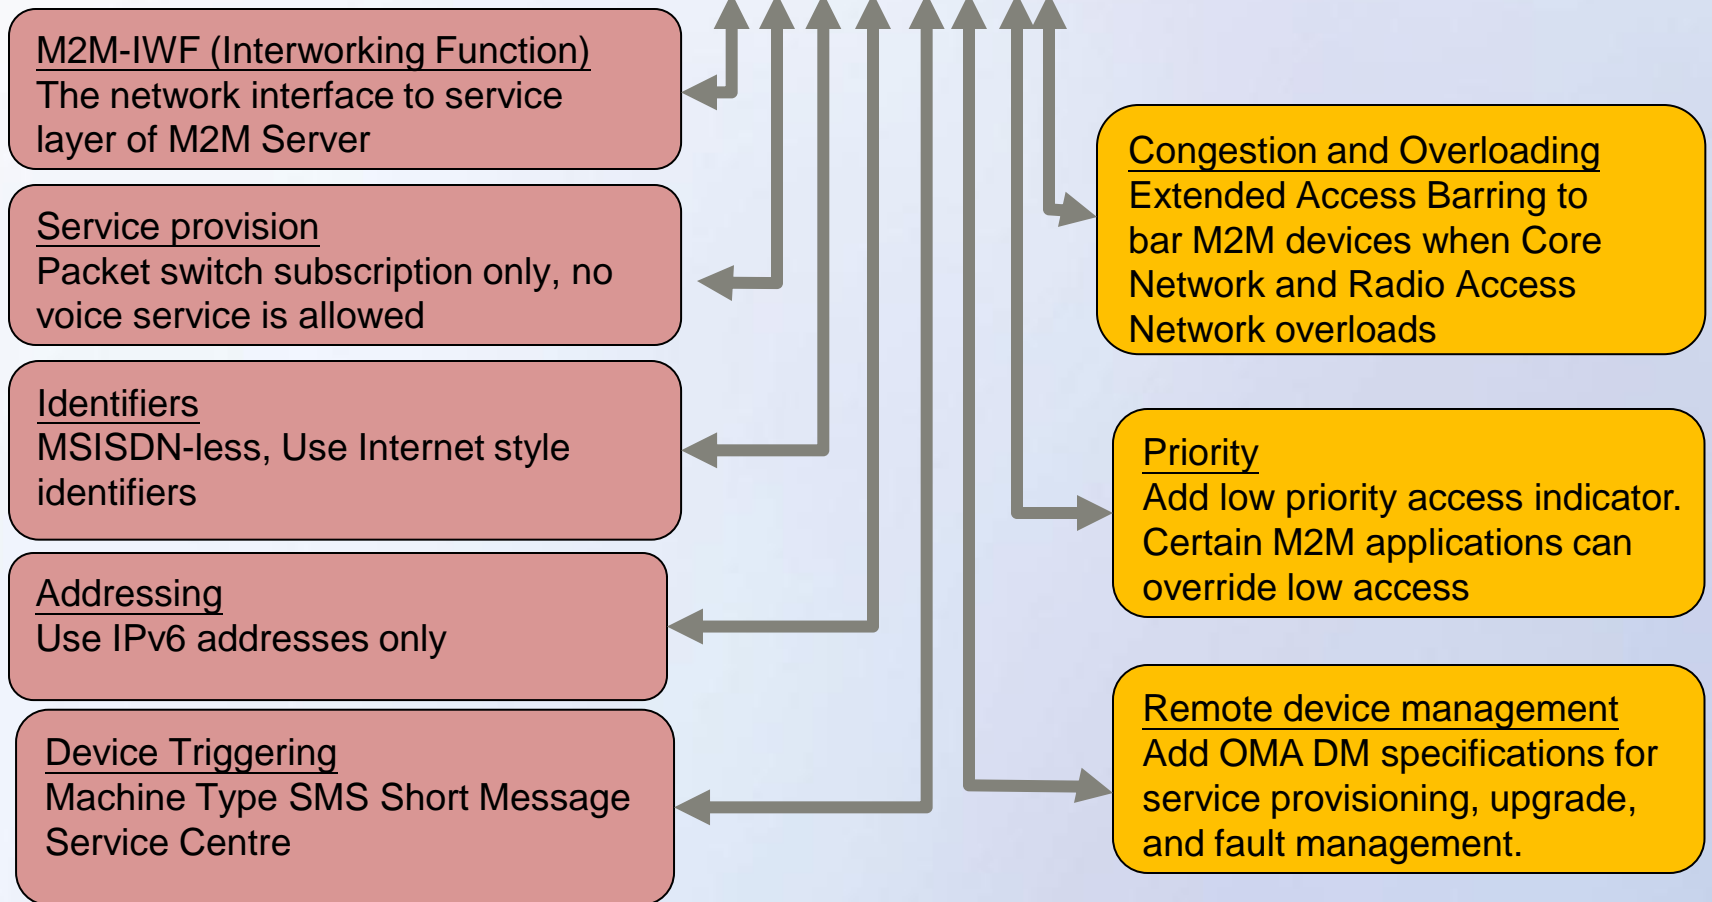 M2M-IWF (Interworking Function)
The network interface to service
layer of M2M Server
Service provision
Packet switch subscription only, no
voice service is allowed
Identifiers
MSISDN-less, Use Internet style
identifiers
Addressing
Use IPv6 addresses only
Device Triggering
Machine Type SMS Short Message
Service Centre
Congestion and Overloading
Extended Access Barring to
bar M2M devices when Core
Network and Radio Access
Network overloads
Priority
Add low priority access indicator.
Certain M2M applications can
override low access
Remote device management
Add OMA DM specifications for
service provisioning, upgrade,
and fault management.